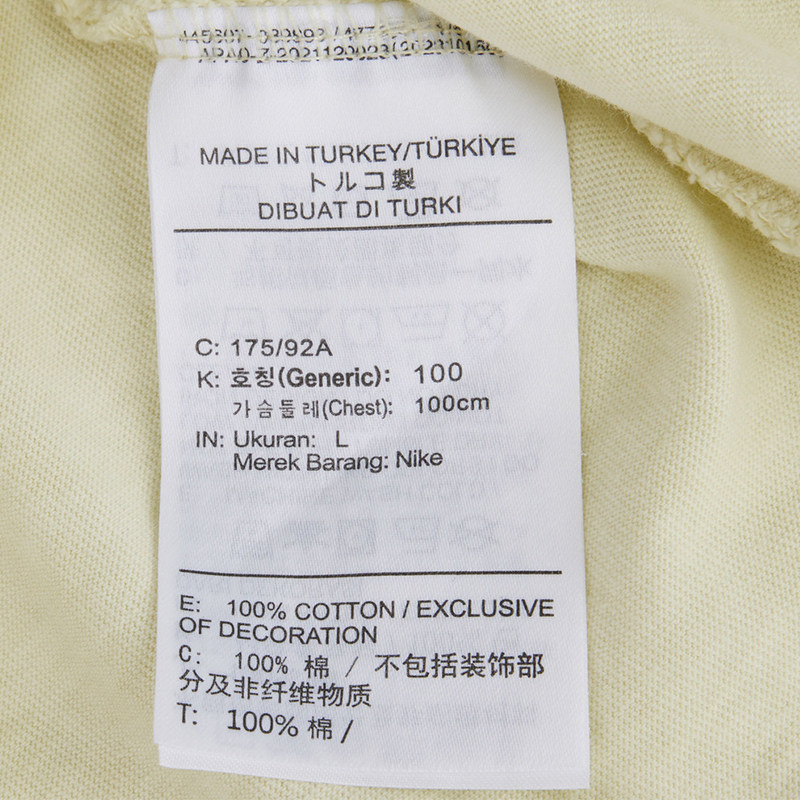 MADE IN TURKEY/TÜRKİYE
トルコ製
DIBUAT DI TURKI
C: 175/92A
K: 호칭(Generic): 100
가슴둘레(Chest): 100cm
IN: Ukuran: L
Merek Barang: Nike
E: 100% COTTON / EXCLUSIVE
OF DECORATION
C: 100% 棉 / 不包括装饰部
分及非纤维物质
T: 100% 棉 /